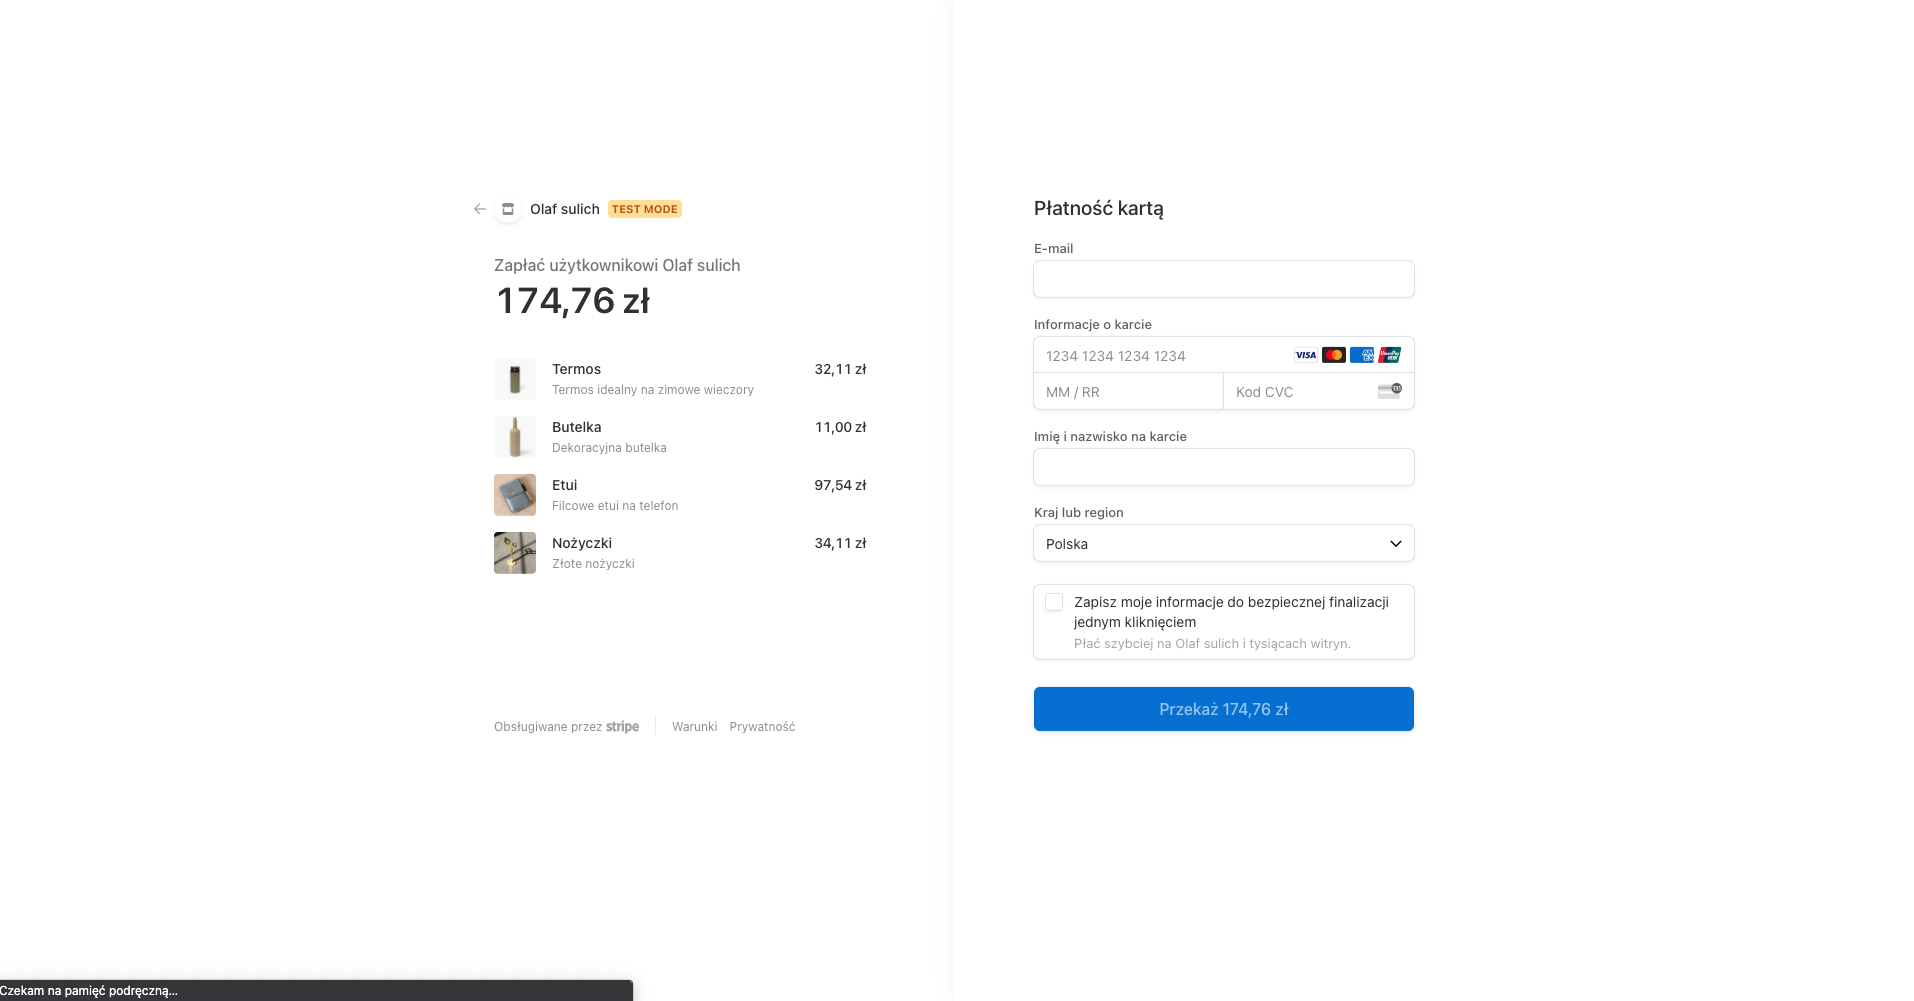 Olaf sulich TEST MODE
Zapłać użytkownikowi Olaf sulich
174,76 zł
Termos 32,11 zł
Termos idealny na zimowe wieczory
Butelka 11,00 zł
Dekoracyjna butelka
Etui 97,54 zł
Filcowe etui na telefon
Nożyczki 34,11 zł
Złote nożyczki
Obsługiwane przez stripe Warunki Prywatność
Płatność kartą
E-mail
Informacje o karcie
1234 1234 1234 1234 VISA AMEX UnionPay
MM / RR Kod CVC 135
Imię i nazwisko na karcie
Kraj lub region
Polska
Zapisz moje informacje do bezpiecznej finalizacji
jednym kliknięciem
Płać szybciej na Olaf sulich i tysiącach witryn.
Przekaż 174,76 zł
Czekam na pamięć podręczną...